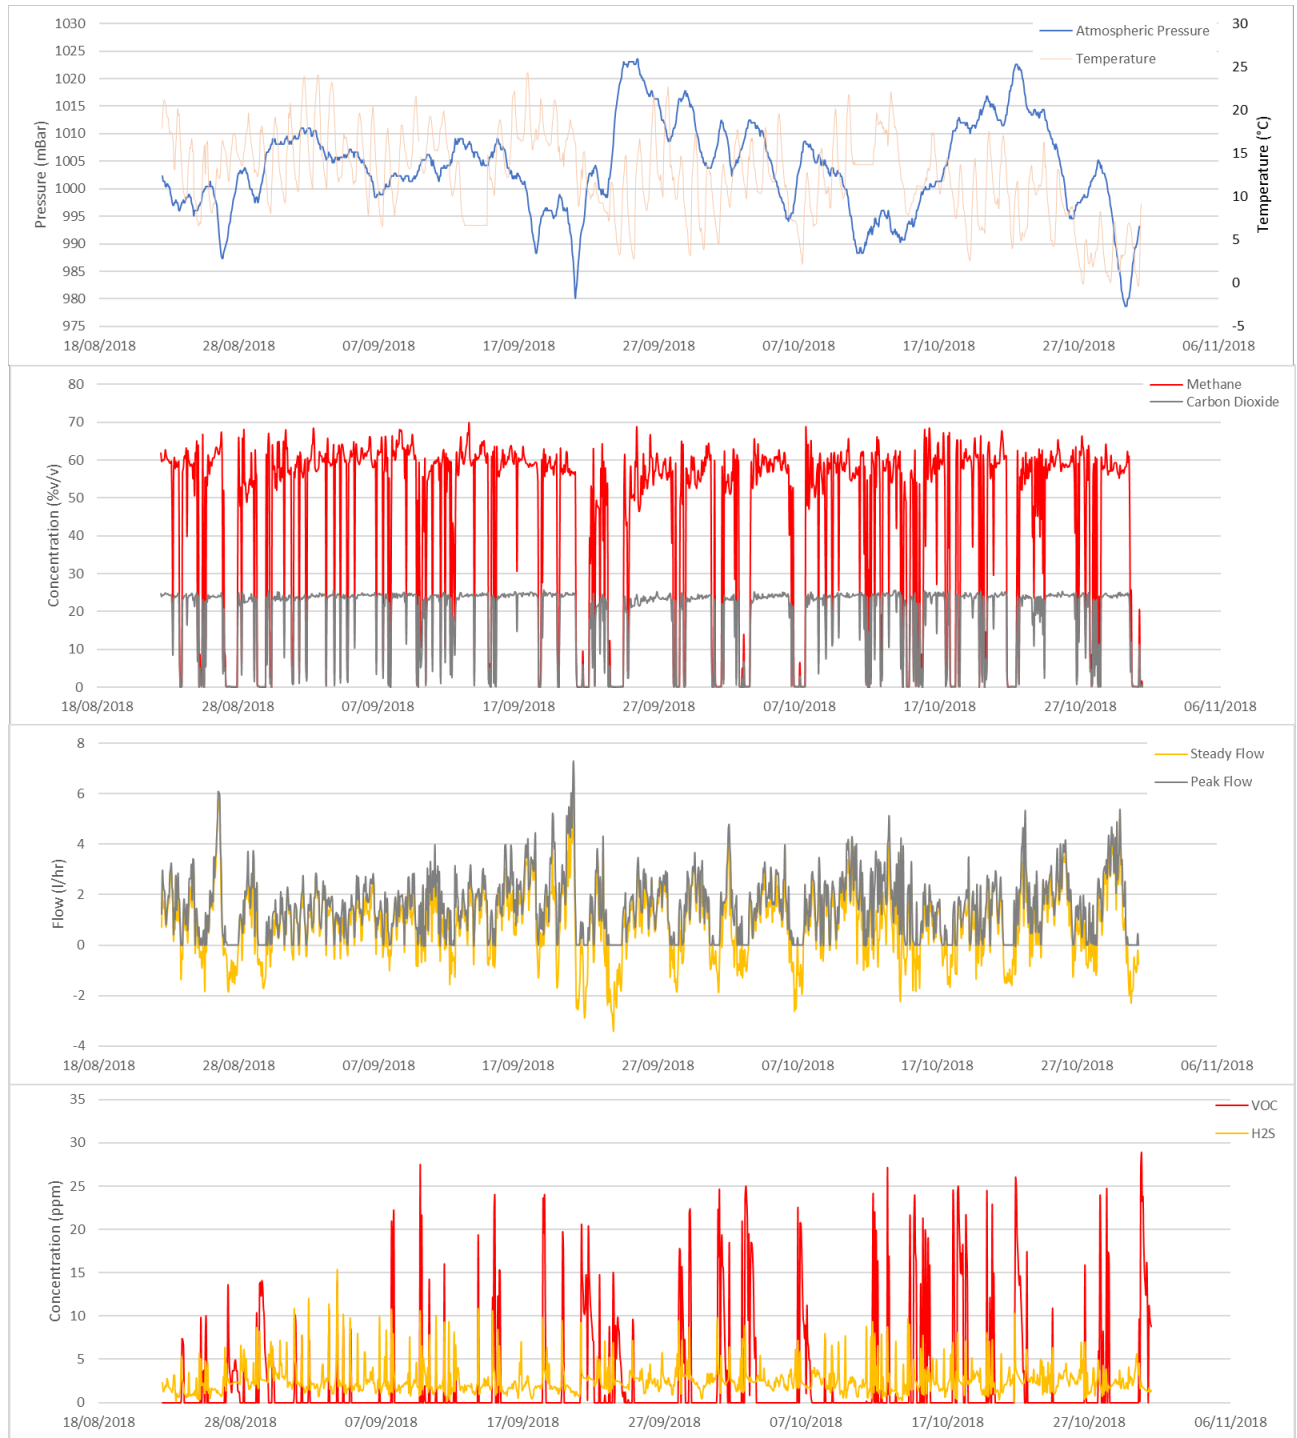 1030
1025
1020
1015
1010
1005
1000
995
990
985
980
975
Pressure (mBar)
30
25
20
15
10
5
0
-5
Temperature (°C)
Atmospheric Pressure
Temperature
18/08/2018 28/08/2018 07/09/2018 17/09/2018 27/09/2018 07/10/2018 17/10/2018 27/10/2018 06/11/2018
80
70
60
50
40
30
20
10
0
Concentration (%v/v)
Methane
Carbon Dioxide
18/08/2018 28/08/2018 07/09/2018 17/09/2018 27/09/2018 07/10/2018 17/10/2018 27/10/2018 06/11/2018
8
6
4
2
0
-2
-4
Flow (l/hr)
Steady Flow
Peak Flow
18/08/2018 28/08/2018 07/09/2018 17/09/2018 27/09/2018 07/10/2018 17/10/2018 27/10/2018 06/11/2018
35
30
25
20
15
10
5
0
Concentration (ppm)
VOC
H2S
18/08/2018 28/08/2018 07/09/2018 17/09/2018 27/09/2018 07/10/2018 17/10/2018 27/10/2018 06/11/2018